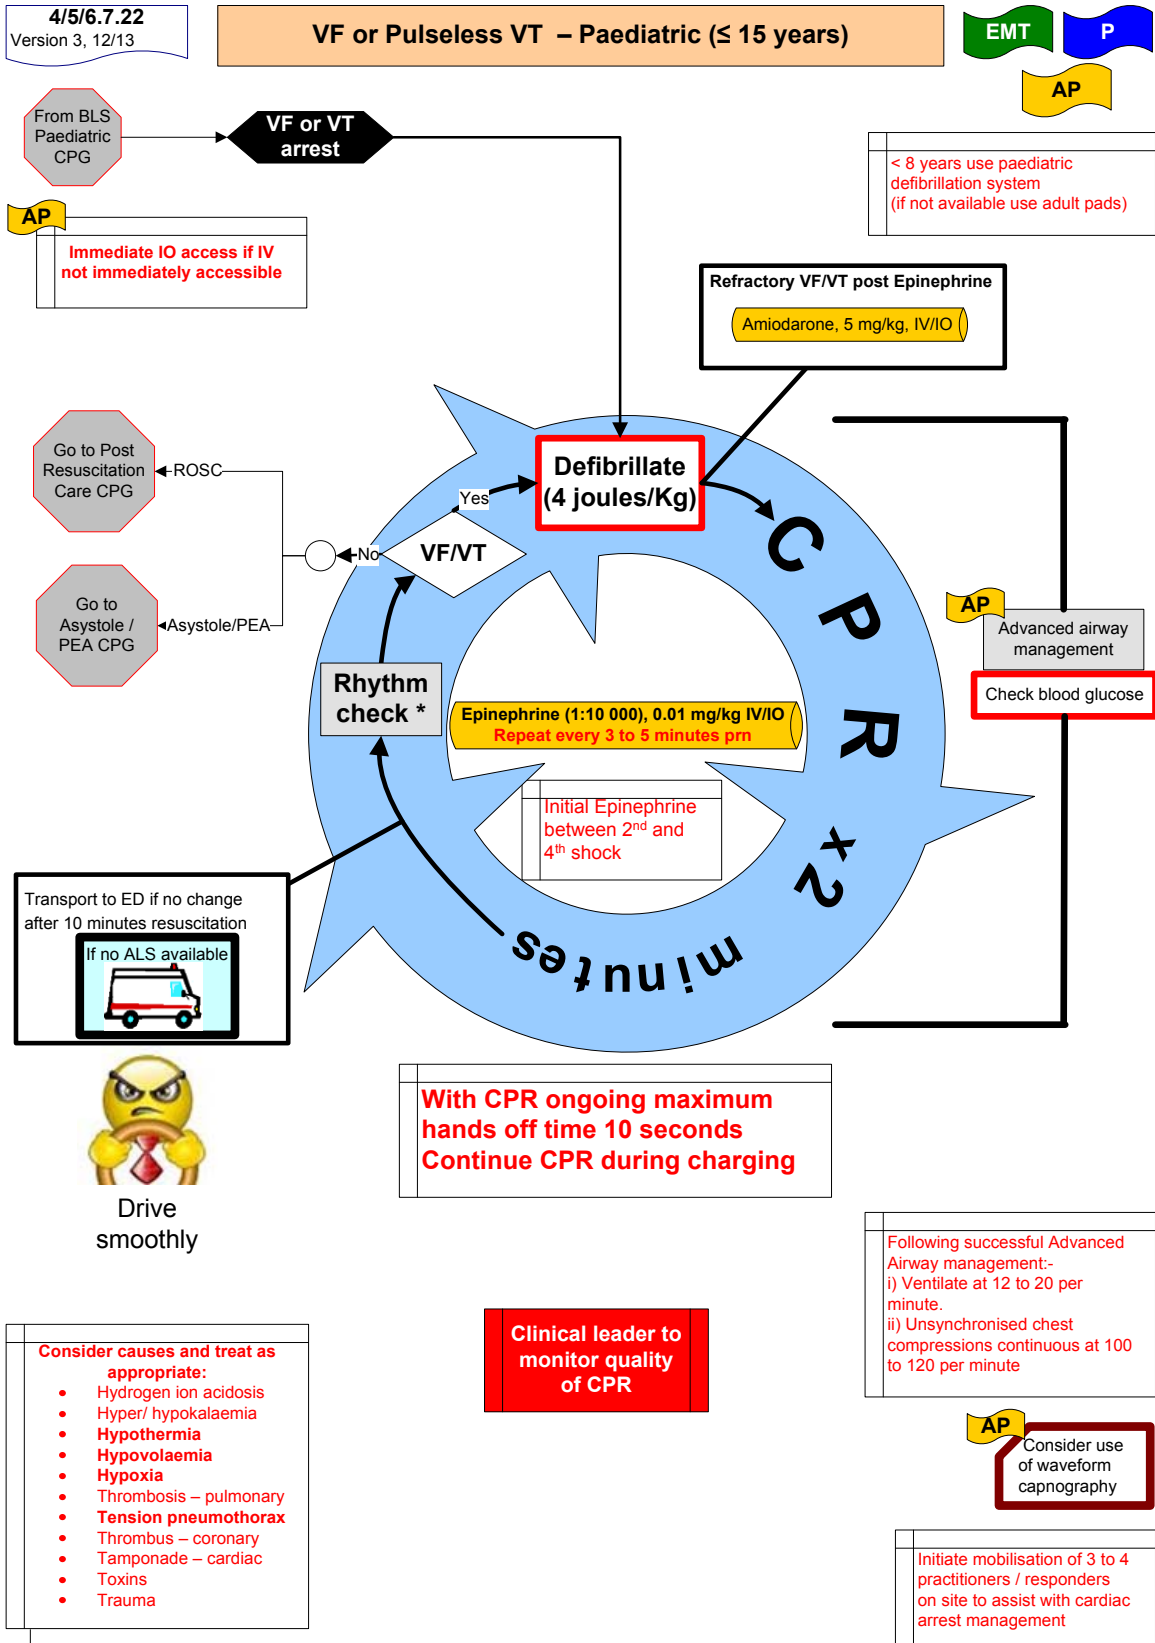 4/5/6.7.22
Version 3, 12/13
VF or Pulseless VT – Paediatric (≤ 15 years)
EMT
P
AP
From BLS
Paediatric
CPG
VF or VT
arrest
< 8 years use paediatric
defibrillation system
(if not available use adult pads)
AP
Immediate IO access if IV
not immediately accessible
Refractory VF/VT post Epinephrine
Amiodarone, 5 mg/kg, IV/IO
Go to Post
Resuscitation
Care CPG
ROSC
Defibrillate
(4 joules/Kg)
Yes
VF/VT
No
Go to
Asystole /
PEA CPG
Asystole/PEA
Rhythm
check *
CPR x2 minutes
Epinephrine (1:10 000), 0.01 mg/kg IV/IO
Repeat every 3 to 5 minutes prn
Initial Epinephrine
between 2nd and
4th shock
AP
Advanced airway
management
Check blood glucose
Transport to ED if no change
after 10 minutes resuscitation
If no ALS available
Drive
smoothly
With CPR ongoing maximum
hands off time 10 seconds
Continue CPR during charging
Following successful Advanced
Airway management:-
i) Ventilate at 12 to 20 per
minute.
ii) Unsynchronised chest
compressions continuous at 100
to 120 per minute
Clinical leader to
monitor quality
of CPR
Consider causes and treat as
appropriate:
• Hydrogen ion acidosis
• Hyper/ hypokalaemia
• Hypothermia
• Hypovolaemia
• Hypoxia
• Thrombosis – pulmonary
• Tension pneumothorax
• Thrombus – coronary
• Tamponade – cardiac
• Toxins
• Trauma
AP
Consider use
of waveform
capnography
Initiate mobilisation of 3 to 4
practitioners / responders
on site to assist with cardiac
arrest management